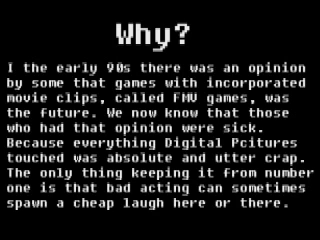 Why?
I the early 90s there was an opinion
by some that games with incorporated
movie clips, called FMV games, was
the future. We now know that those
who had that opinion were sick.
Because everything Digital Pcitures
touched was absolute and utter crap.
The only thing keeping it from number
one is that bad acting can sometimes
spawn a cheap laugh here or there.